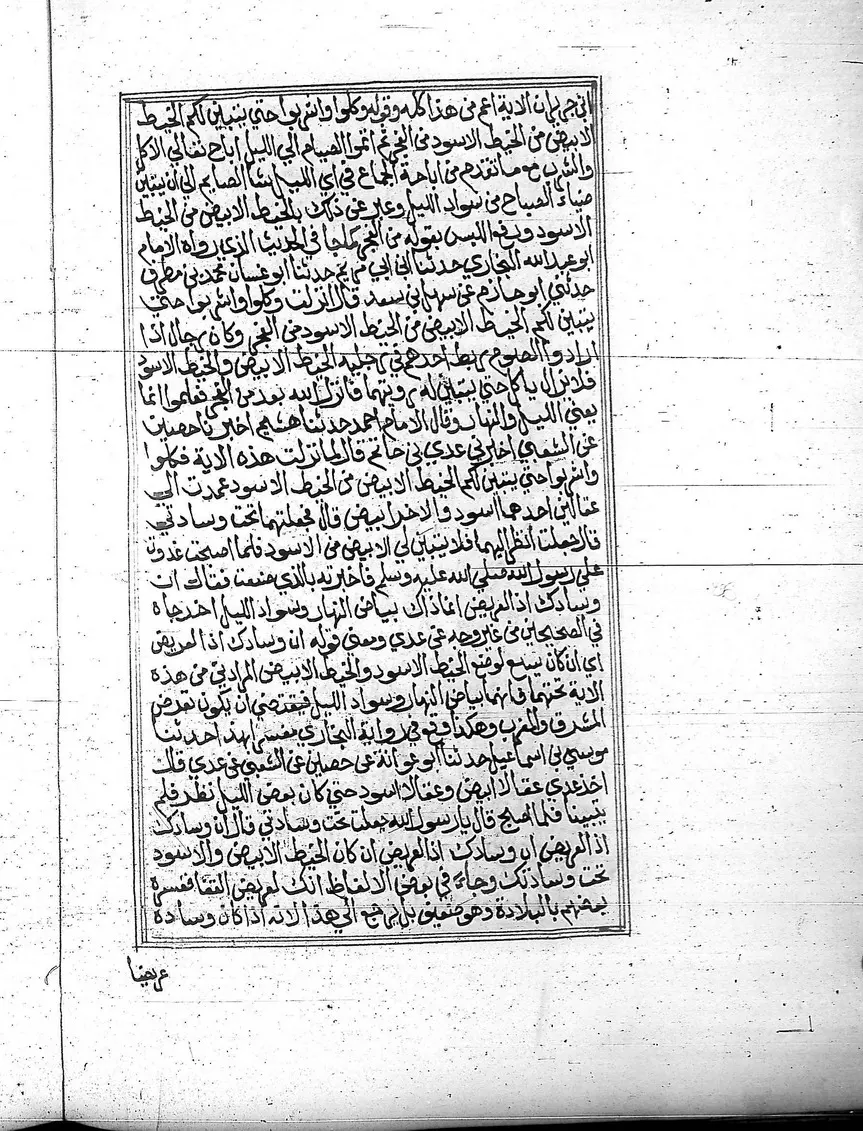 ابن جرير ان الاية اعم من هذا كله وقوله وكلوا واشربوا حتي يتبين لكم الخيط
الابيض من الخيط الاسود من الفجر ثم اتموا الصيام الي الليل اباح تعالي الاكل
والشرب مع ما تقدم من اباحة الجماع في اي الليل شا الصايم الي ان يتبين
ضياء الصباح من سواد الليل وعبر عن ذلك بالخيط الابيض من الخيط
الاسود ورفع اللبس بقوله من الفجر كما جا في الحديث الذي رواه الامام
ابو عبد الله البخاري حدثنا ابن ابي مريم حدثنا ابو غسان محمد بن مطرف
حدثني ابو حازم عن سهل بن سعد قال انزلت وكلوا واشربوا حتي
يتبين لكم الخيط الابيض من الخيط الاسود من الفجر وكان رجال اذا
ارادوا الصوم ربط احدهم في رجليه الخيط الابيض والخيط الاسود
فلا يزال ياكل حتي يتبين له رويتهما فانزل الله بعد من الفجر فعلموا انما
يعني الليل والنهار وقال الامام احمد حدثنا هشيم اخبرنا حصين
عن الشعبي اخبرني عدي بن حاتم قال لما نزلت هذه الاية فكلوا
واشربوا حتي يتبين لكم الخيط الابيض من الخيط الاسود عمدت الي
عقالين احدهما اسود والاخر ابيض قال فجعلتهما تحت وسادتي
قال فجعلت انظر اليهما فلا يتبين لي الابيض من الاسود فلما اصبحت غدوت
علي رسول الله صلي الله عليه وسلم فاخبرته بالذي صنعت فقال ان
وسادك اذا لعريض انما ذلك بياض النهار وسواد الليل اخرجاه
في الصحيحين من غير وجه عن عدي ومعني قوله ان وسادك اذا لعريض
اي ان كان يسع لوضع الخيط الاسود والخيط الابيض المرادين من هذه
الاية تحتها فانهما بياض النهار وسواد الليل فيقتضي ان يكون بعرض
المشرق والمغرب وهكذا وقع في رواية البخاري مفسرا بهذا حدثنا
موسي بن اسماعيل حدثنا ابو عوانة عن حصين عن الشعبي عن عدي قال
اخذ عدي عقالا ابيض وعقالا اسود حتي كان بعض الليل نظر فلم
يتبينا فلما اصبح قال يا رسول الله جعلت تحت وسادتي قال ان وسادك
اذا لعريض ان وسادك اذا لعريض ان كان الخيط الابيض والاسود
تحت وسادتك وجاء في بعض الالفاظ انك لعريض القفا ففسره
بعضهم بالبلادة وهو ضعيف بل يرجع الي هذا لانه اذا كان وساده
عريضا